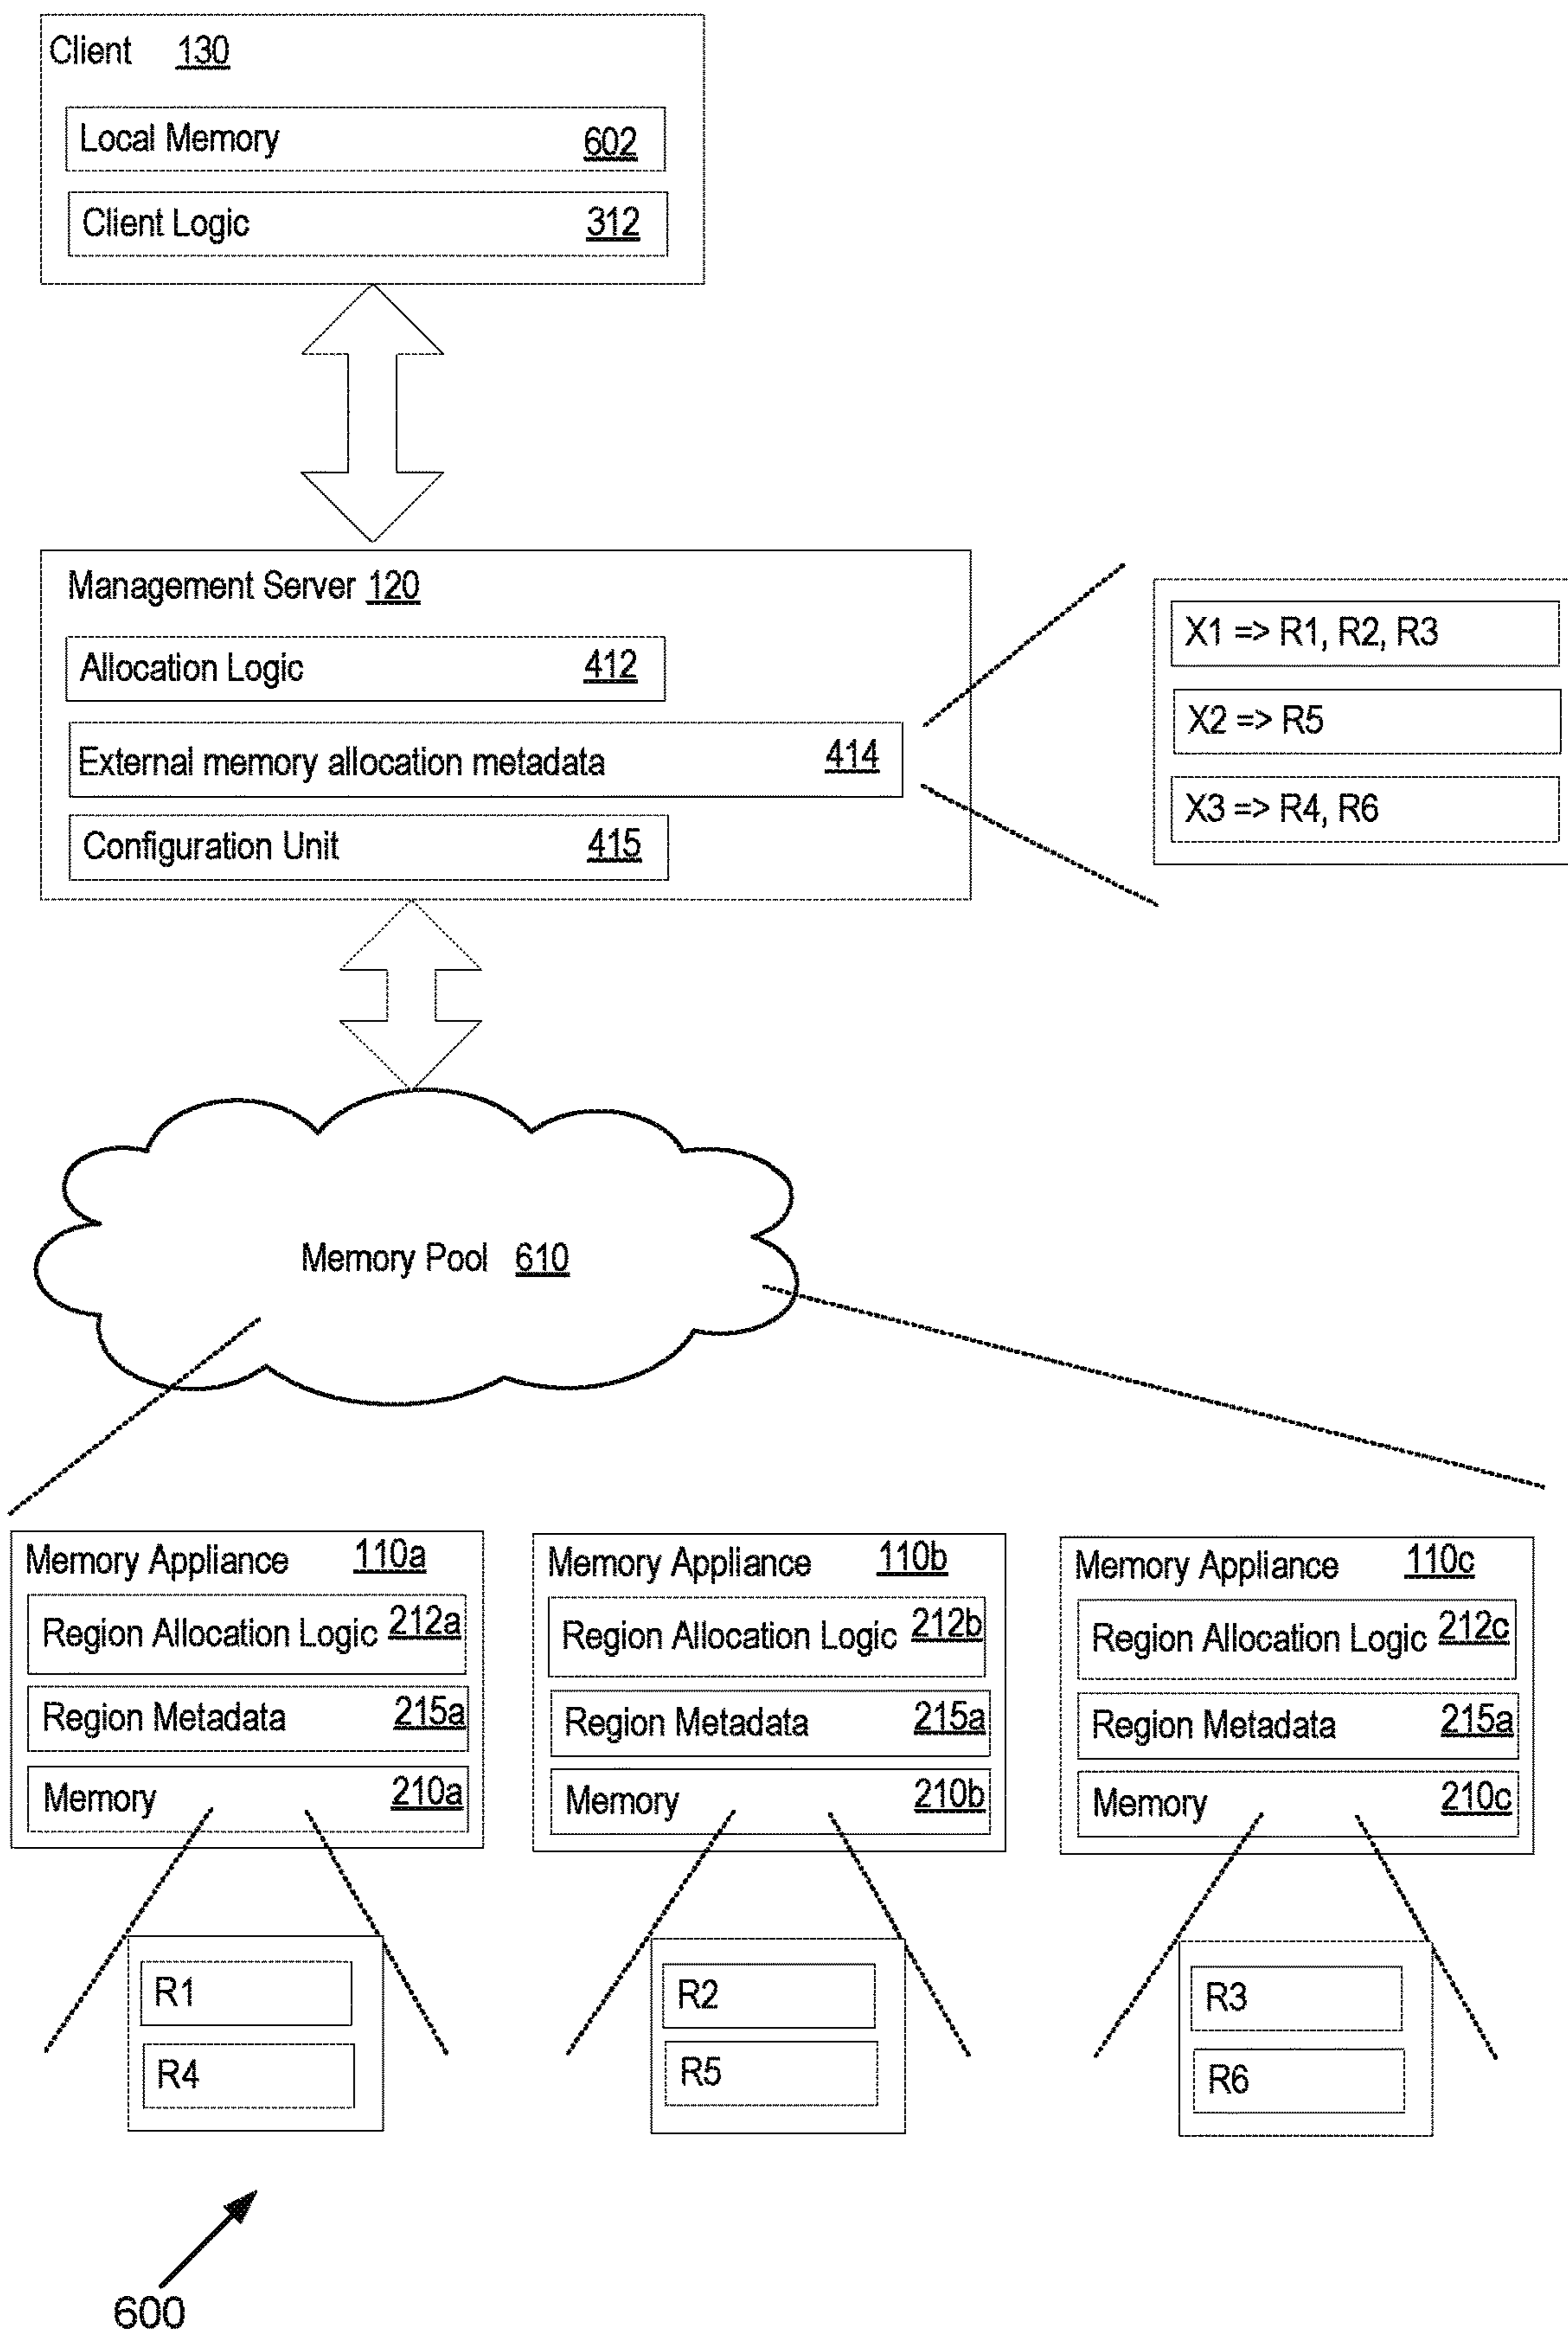 Client 130
Local Memory 602
Client Logic 312
Management Server 120
Allocation Logic 412
External memory allocation metadata 414
Configuration Unit 415
X1 => R1, R2, R3
X2 => R5
X3 => R4, R6
Memory Pool 610
Memory Appliance 110a
Region Allocation Logic 212a
Region Metadata 215a
Memory 210a
R1
R4
Memory Appliance 110b
Region Allocation Logic 212b
Region Metadata 215a
Memory 210b
R2
R5
Memory Appliance 110c
Region Allocation Logic 212c
Region Metadata 215a
Memory 210c
R3
R6
600